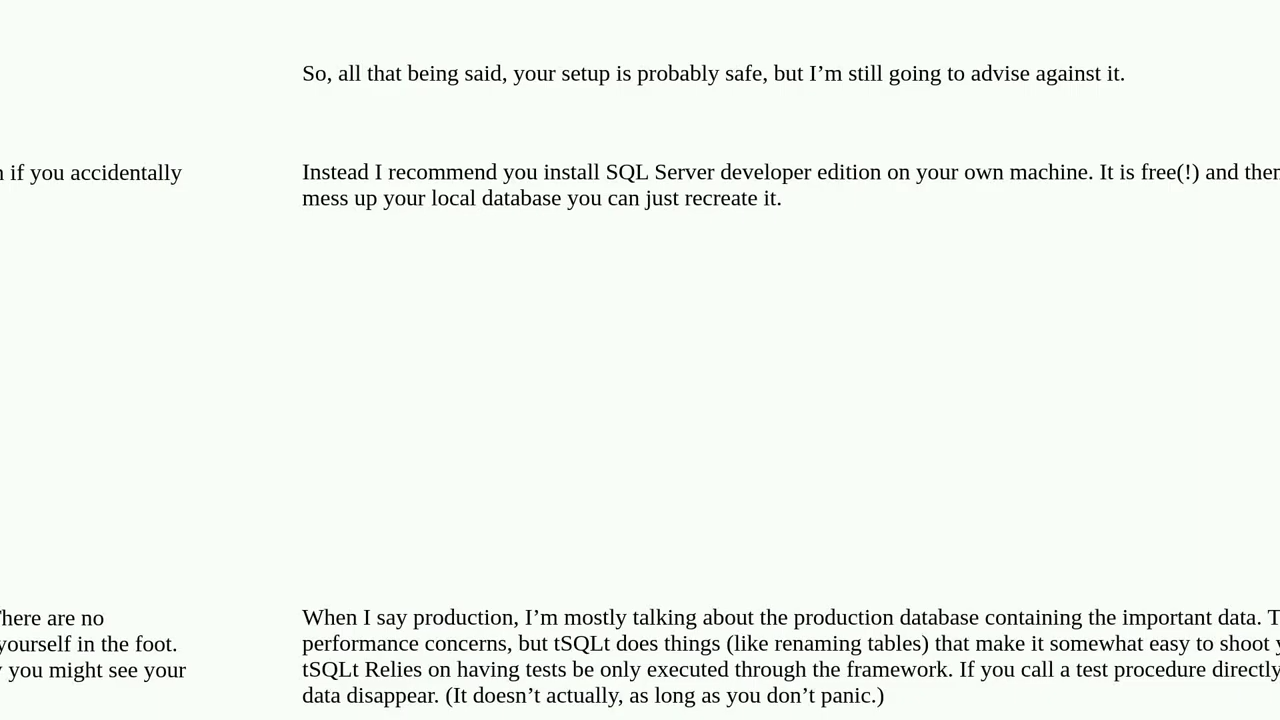 So, all that being said, your setup is probably safe, but I’m still going to advise against it.
if you accidentally
Instead I recommend you install SQL Server developer edition on your own machine. It is free(!) and then
mess up your local database you can just recreate it.
There are no
yourself in the foot.
you might see your
When I say production, I’m mostly talking about the production database containing the important data. T
performance concerns, but tSQLt does things (like renaming tables) that make it somewhat easy to shoot y
tSQLt Relies on having tests be only executed through the framework. If you call a test procedure directly
data disappear. (It doesn’t actually, as long as you don’t panic.)